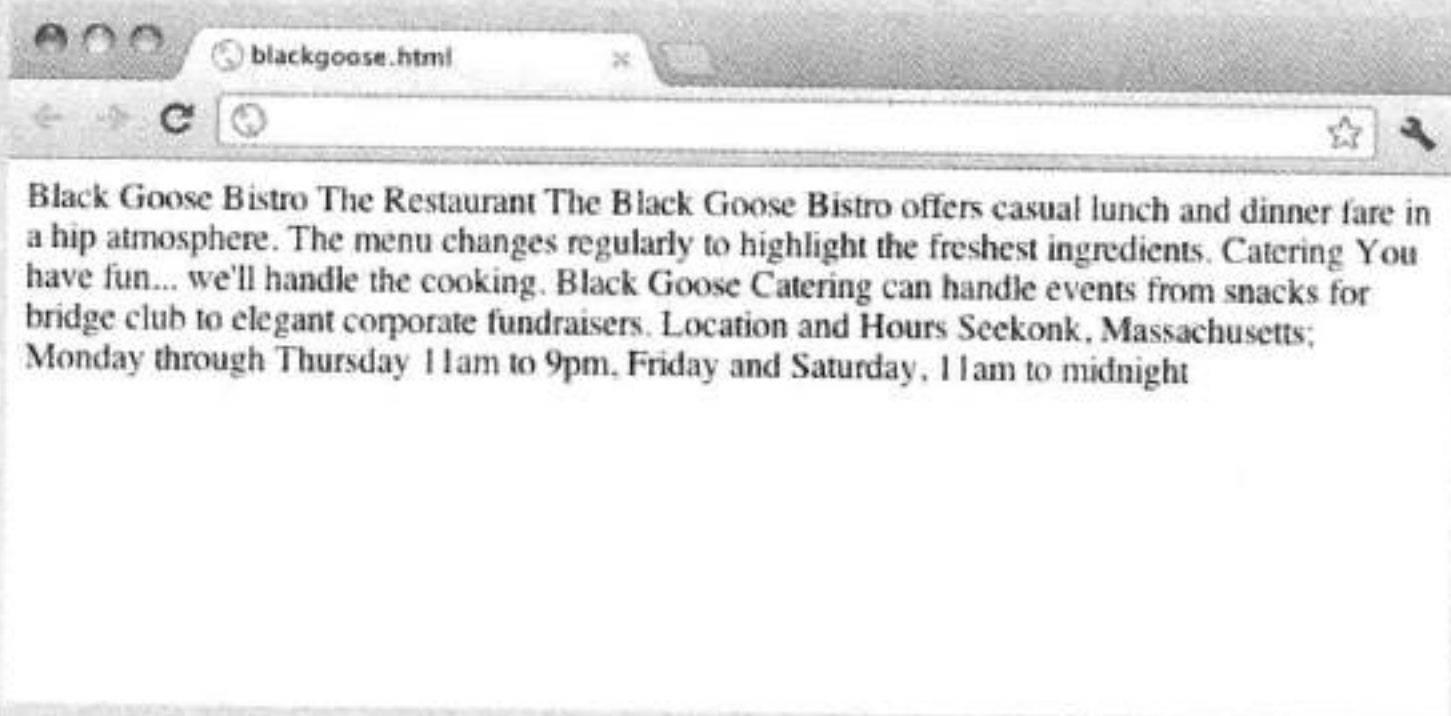 blackgoose.html
Black Goose Bistro The Restaurant The Black Goose Bistro offers casual lunch and dinner fare in
a hip atmosphere. The menu changes regularly to highlight the freshest ingredients. Catering You
have fun... we'll handle the cooking. Black Goose Catering can handle events from snacks for
bridge club to elegant corporate fundraisers. Location and Hours Seekonk, Massachusetts;
Monday through Thursday 11am to 9pm, Friday and Saturday, 11am to midnight